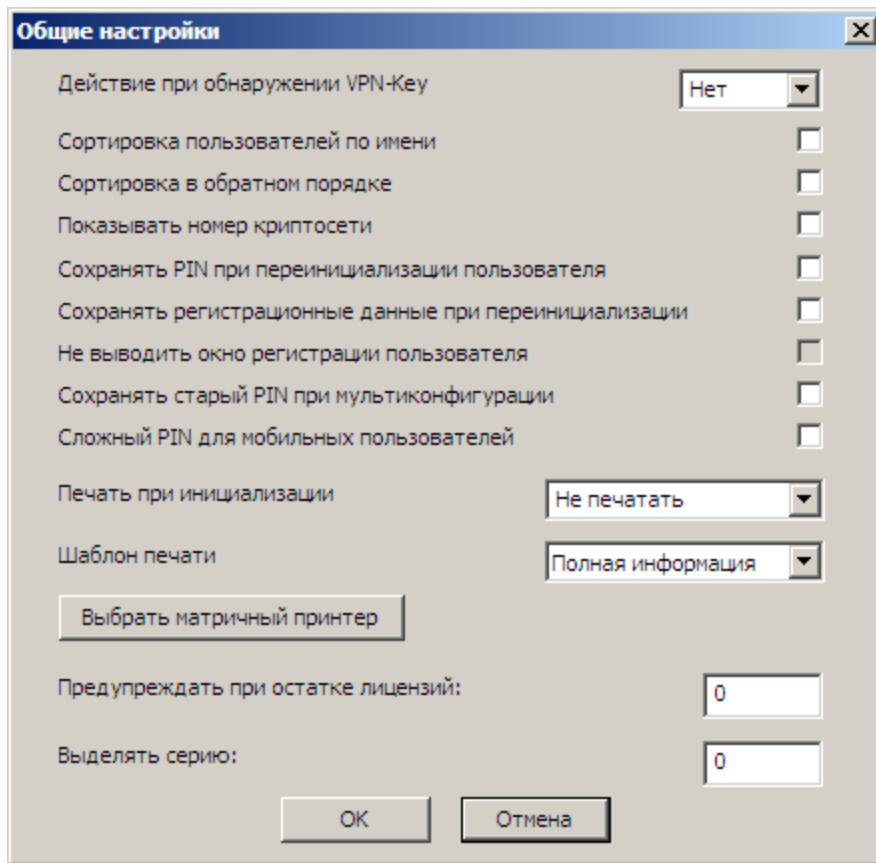 Общие настройки
Действие при обнаружении VPN-Key Нет
Сортировка пользователей по имени
Сортировка в обратном порядке
Показывать номер криптосети
Сохранять PIN при переинициализации пользователя
Сохранять регистрационные данные при переинициализации
Не выводить окно регистрации пользователя
Сохранять старый PIN при мультиконфигурации
Сложный PIN для мобильных пользователей
Печать при инициализации Не печатать
Шаблон печати Полная информация
Выбрать матричный принтер
Предупреждать при остатке лицензий: 0
Выделять серию: 0
OK Отмена